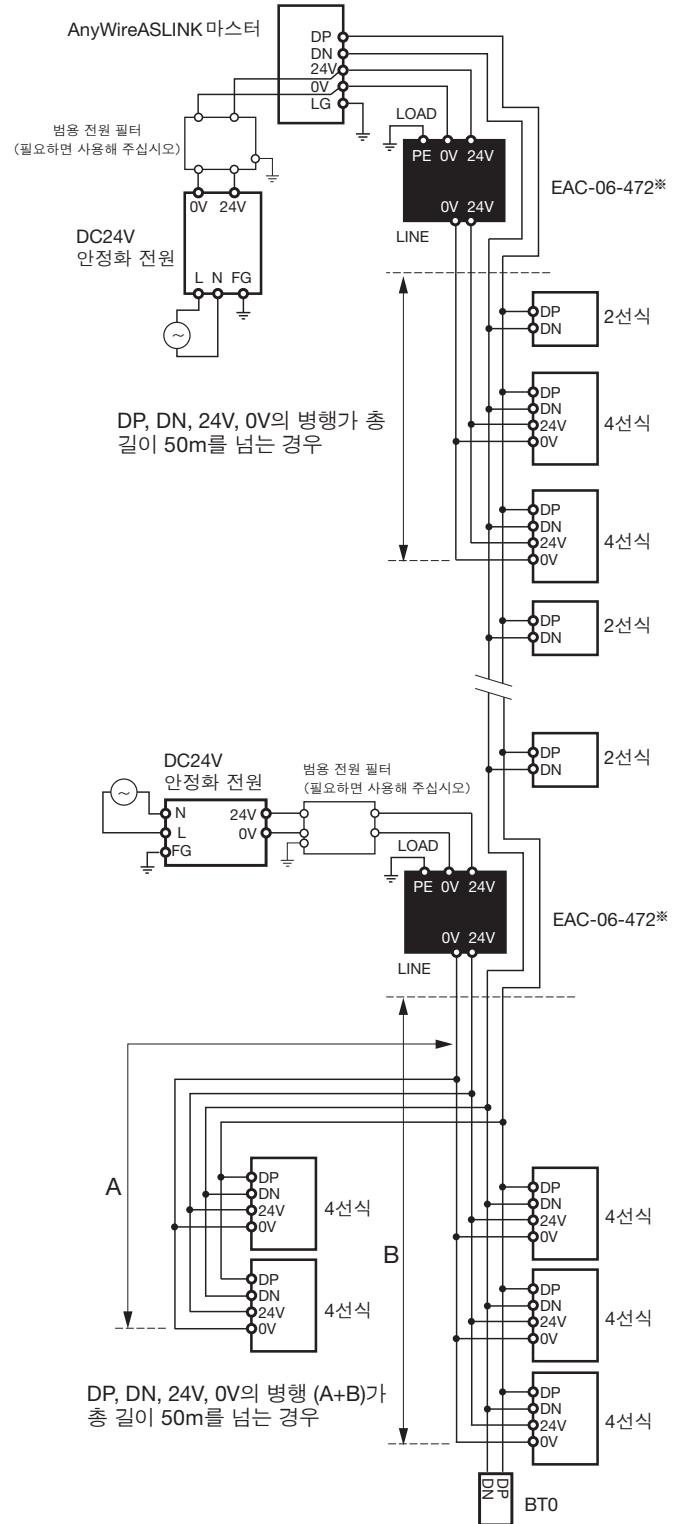 AnyWireASLINK 마스터
DP
DN
24V
0V
LG
범용 전원 필터
(필요하면 사용해 주십시오)
LOAD
PE 0V 24V
0V 24V
LINE
EAC-06-472※
0V 24V
DC24V
안정화 전원
L N FG
~
DP
DN
2선식
DP, DN, 24V, 0V의 병행가 총
길이 50m를 넘는 경우
DP
DN
24V
0V
4선식
DP
DN
24V
0V
4선식
DP
DN
2선식
DP
DN
2선식
DC24V
안정화 전원
범용 전원 필터
(필요하면 사용해 주십시오)
~
N
L
FG
24V
0V
LOAD
PE 0V 24V
0V 24V
LINE
EAC-06-472※
A
B
DP
DN
24V
0V
4선식
DP
DN
24V
0V
4선식
DP
DN
24V
0V
4선식
DP
DN
24V
0V
4선식
DP
DN
24V
0V
4선식
DP, DN, 24V, 0V의 병행 (A+B)가
총 길이 50m를 넘는 경우
DP
DN
BT0